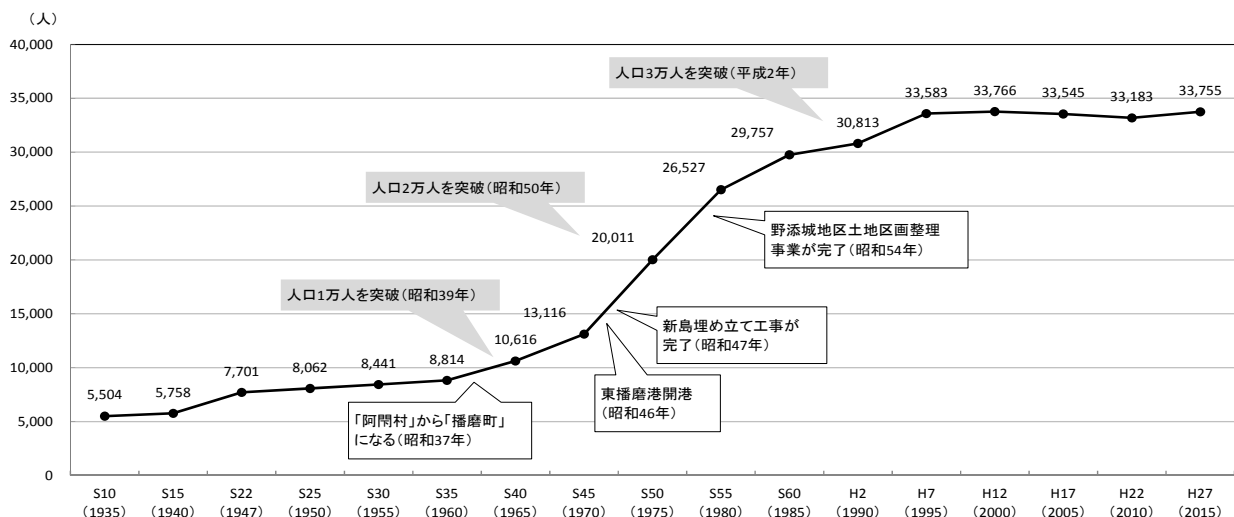 (人)
40,000
35,000
30,000
25,000
20,000
15,000
10,000
5,000
0
人口3万人を突破(平成2年)
人口2万人を突破(昭和50年)
人口1万人を突破(昭和39年)
5,504
5,758
7,701
8,062
8,441
8,814
10,616
13,116
20,011
26,527
29,757
30,813
33,583
33,766
33,545
33,183
33,755
野添城地区土地区画整理
事業が完了(昭和54年)
新島埋め立て工事が
完了(昭和47年)
東播磨港開港
(昭和46年)
「阿閇村」から「播磨町」
になる(昭和37年)
S10 S15 S22 S25 S30 S35 S40 S45 S50 S55 S60 H2 H7 H12 H17 H22 H27
(1935) (1940) (1947) (1950) (1955) (1960) (1965) (1970) (1975) (1980) (1985) (1990) (1995) (2000) (2005) (2010) (2015)